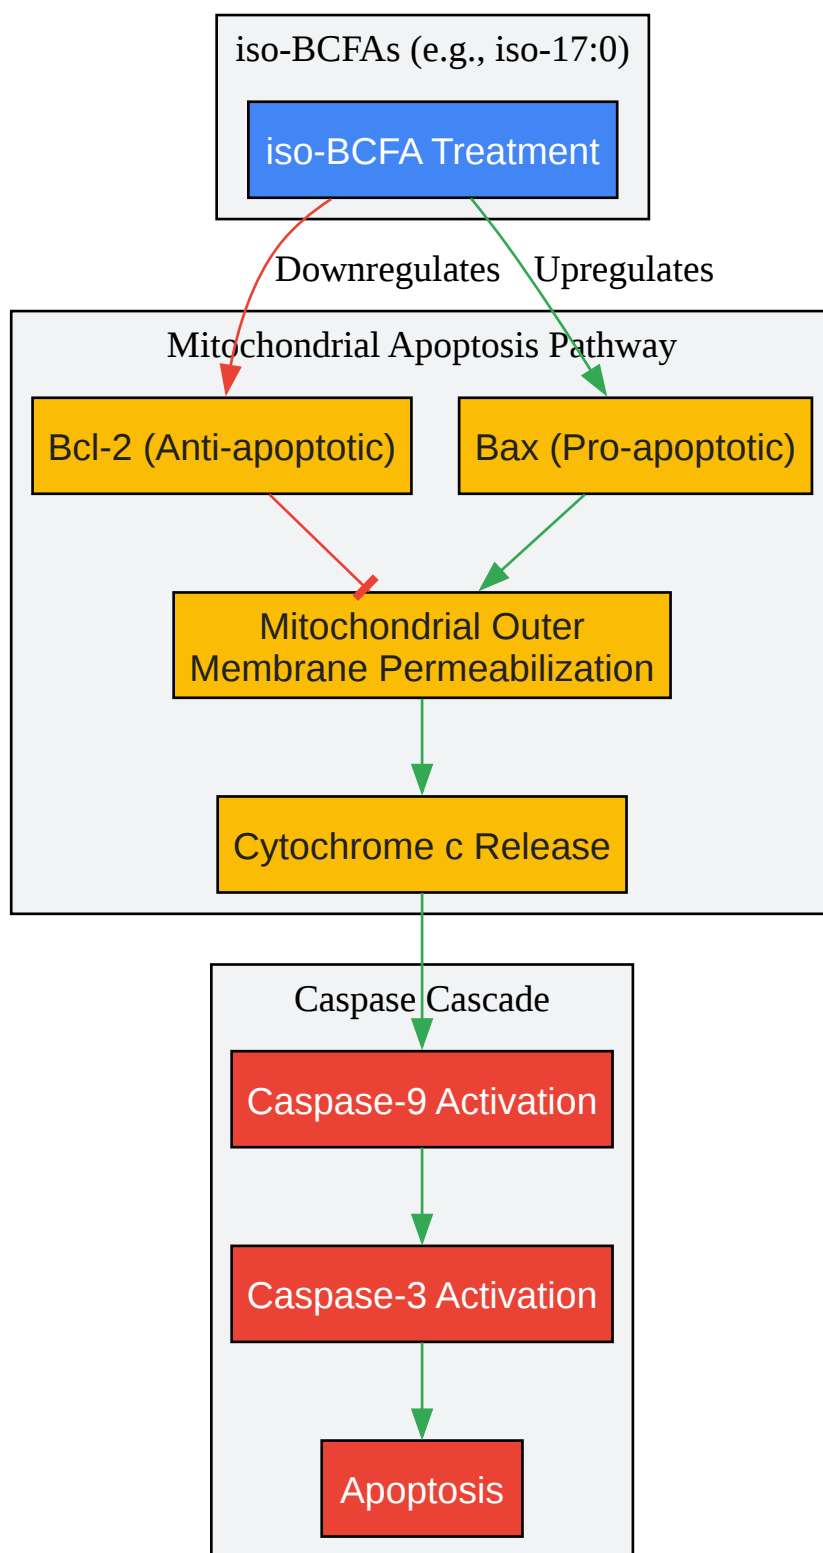 iso-BCFAs (e.g., iso-17:0)
iso-BCFA Treatment
Downregulates
Upregulates
Mitochondrial Apoptosis Pathway
Bcl-2 (Anti-apoptotic)
Bax (Pro-apoptotic)
Mitochondrial Outer
Membrane Permeabilization
Cytochrome c Release
Caspase Cascade
Caspase-9 Activation
Caspase-3 Activation
Apoptosis